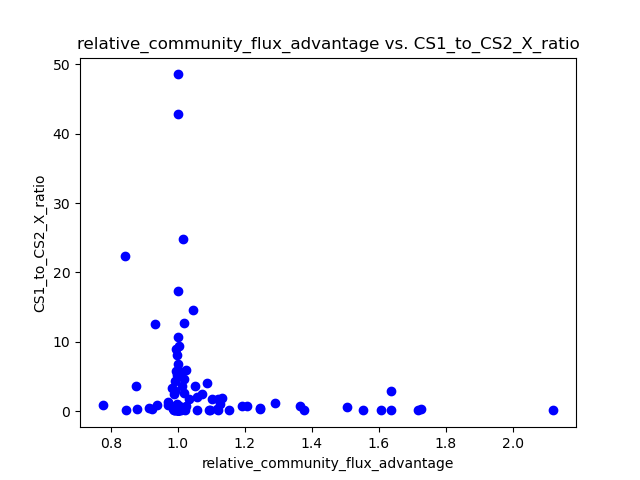 relative_community_flux_advantage vs. CS1_to_CS2_X_ratio
50
40
30
20
10
0
CS1_to_CS2_X_ratio
0.8 1.0 1.2 1.4 1.6 1.8 2.0
relative_community_flux_advantage